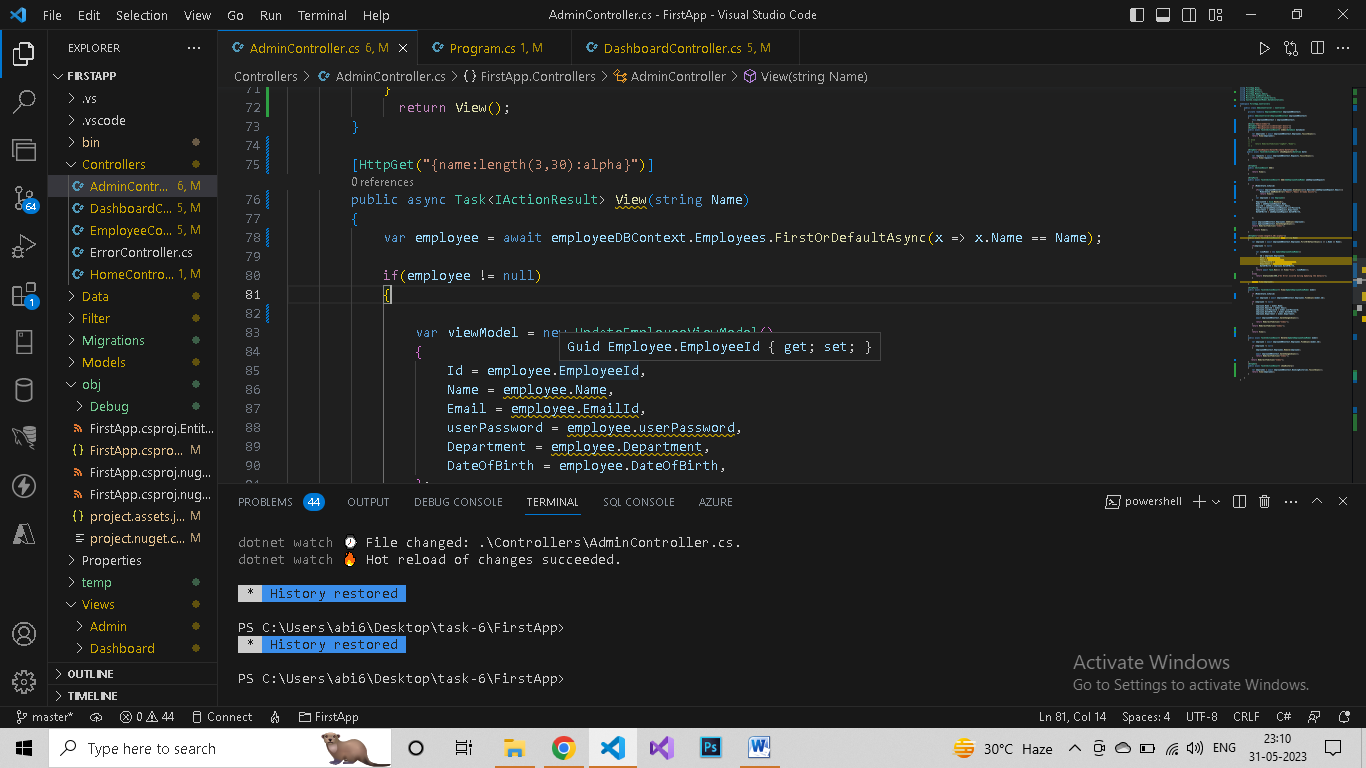 File Edit Selection View Go Run Terminal Help AdminController.cs - FirstApp - Visual Studio Code
EXPLORER ...
FIRSTAPP
.vs
.vscode
bin
Controllers
AdminContr... 6, M
DashboardC... 5, M
EmployeeCo... 5, M
ErrorController.cs
HomeContro... 1, M
Data
Filter
Migrations
Models
obj
Debug
FirstApp.csproj.Entit...
{} FirstApp.cspro... M
FirstApp.csproj.nug...
FirstApp.csproj.nug...
{} project.assets.j... M
project.nuget.c... M
Properties
temp
Views
Admin
Dashboard
OUTLINE
TIMELINE
64
1
AdminController.cs 6, M Program.cs 1, M DashboardController.cs 5, M
Controllers > AdminController.cs > {} FirstApp.Controllers > AdminController > View(string Name)
71 }
72 return View();
73 }
74
75 [HttpGet("{name:length(3,30):alpha}")]
0 references
76 public async Task<IActionResult> View(string Name)
77 {
78 var employee = await employeeDBContext.Employees.FirstOrDefaultAsync(x => x.Name == Name);
79
80 if(employee != null)
81 {
82
83 var viewModel = new UpdateEmployeeViewModel()
Guid Employee.EmployeeId { get; set; }
84 {
85 Id = employee.EmployeeId,
86 Name = employee.Name,
87 Email = employee.EmailId,
88 userPassword = employee.userPassword,
89 Department = employee.Department,
90 DateOfBirth = employee.DateOfBirth,
PROBLEMS 44 OUTPUT DEBUG CONSOLE TERMINAL SQL CONSOLE AZURE powershell
dotnet watch File changed: .\Controllers\AdminController.cs.
dotnet watch Hot reload of changes succeeded.
* History restored
PS C:\Users\abi6\Desktop\task-6\FirstApp>
* History restored
PS C:\Users\abi6\Desktop\task-6\FirstApp>
Activate Windows
Go to Settings to activate Windows.
master* 0 44 Connect FirstApp Ln 81, Col 14 Spaces: 4 UTF-8 CRLF C#
Type here to search
Ps
W
30°C Haze ENG
23:10
31-05-2023